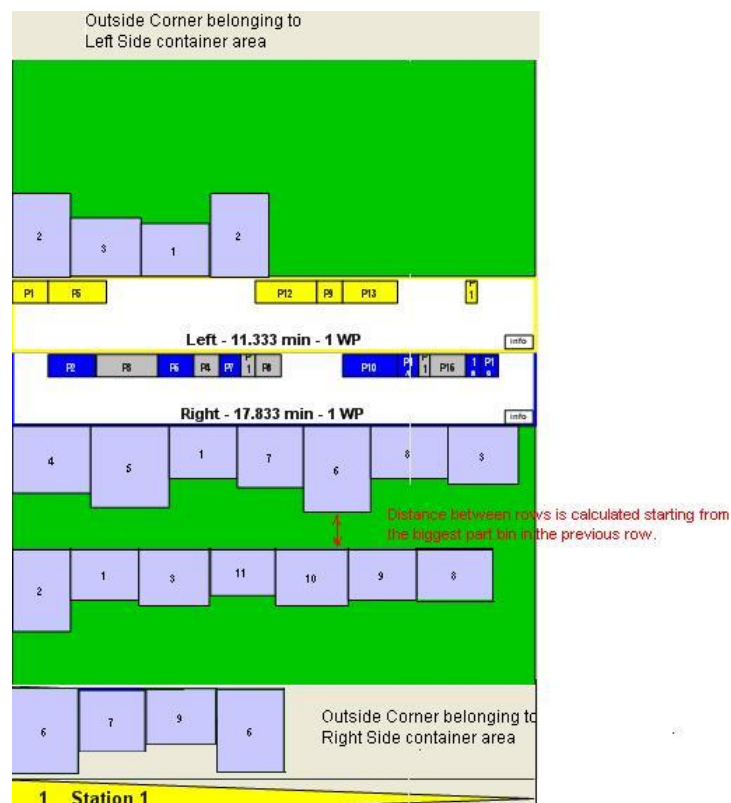 Outside Corner belonging to
Left Side container area
2 3 1 2
P1 P5 P12 P9 P13 P 1
Left - 11.333 min - 1 WP
info
P2 P3 P6 P4 P7 P 1 P8 P10 P 1 P16 1 P1
Right - 17.833 min - 1 WP
info
4 5 1 7 6 8 3
Distance between rows is calculated starting from
the biggest part bin in the previous row.
2 1 3 11 10 9 8
6 7 9 6
Outside Corner belonging to
Right Side container area
1 Station 1